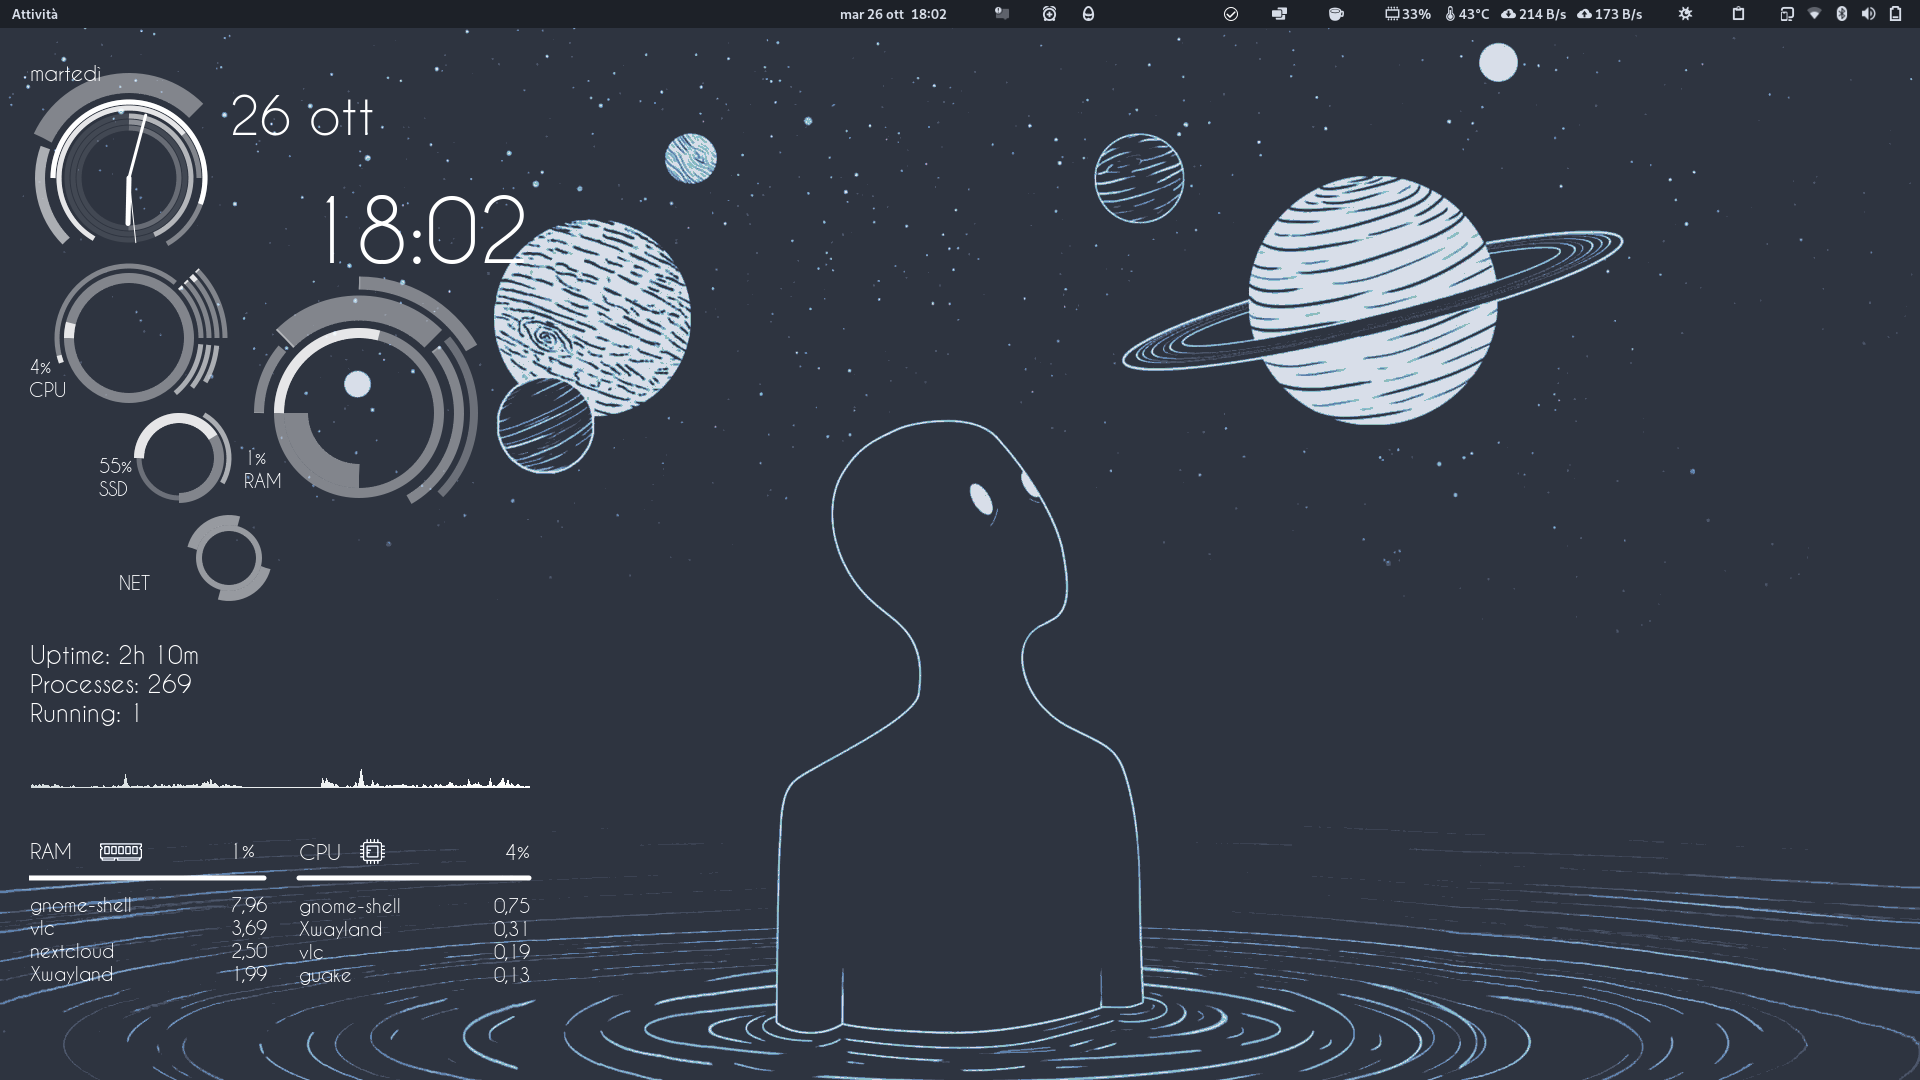 Attività
mar 26 ott 18:02
33% 43°C 214 B/s 173 B/s
martedì
26 ott
18:02
4%
CPU
55%
SSD
1%
RAM
NET
Uptime: 2h 10m
Processes: 269
Running: 1
RAM 1% CPU 4%
gnome-shell 7,96 gnome-shell 0,75
vlc 3,69 Xwayland 0,31
nextcloud 2,50 vlc 0,19
Xwayland 1,99 guake 0,13